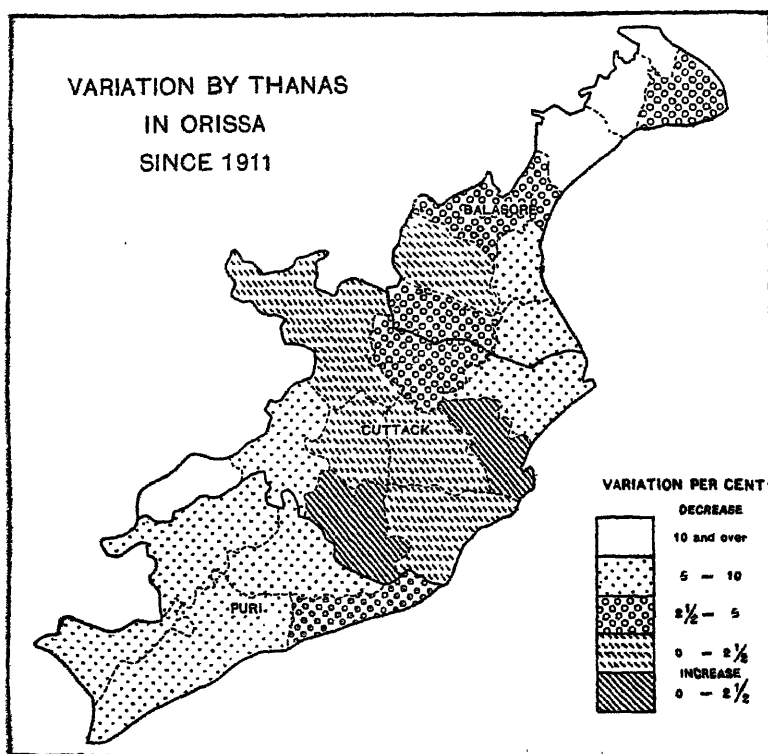 VARIATION BY THANAS
IN ORISSA
SINCE 1911
BALASORE
CUTTACK
PURI
VARIATION PER CENT
DECREASE
10 and over
5 — 10
2½ — 5
0 — 2½
INCREASE
0 — 2½